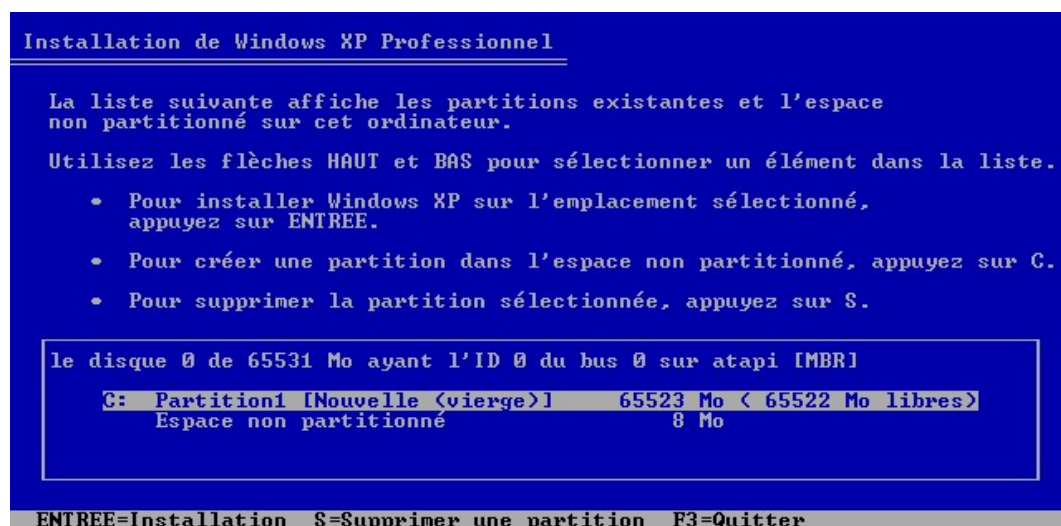 Installation de Windows XP Professionnel
La liste suivante affiche les partitions existantes et l'espace
non partitionné sur cet ordinateur.
Utilisez les flèches HAUT et BAS pour sélectionner un élément dans la liste.
• Pour installer Windows XP sur l'emplacement sélectionné,
appuyez sur ENTREE.
• Pour créer une partition dans l'espace non partitionné, appuyez sur C.
• Pour supprimer la partition sélectionnée, appuyez sur S.
le disque 0 de 65531 Mo ayant l'ID 0 du bus 0 sur atapi [MBR]
C: Partition1 [Nouvelle (vierge)] 65523 Mo ( 65522 Mo libres)
Espace non partitionné 8 Mo
ENTREE=Installation S=Supprimer une partition F3=Quitter